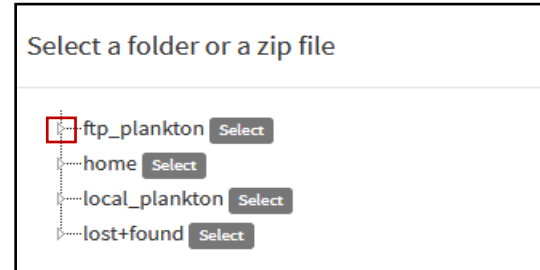 Select a folder or a zip file
ftp_plankton Select
home Select
local_plankton Select
lost+found Select